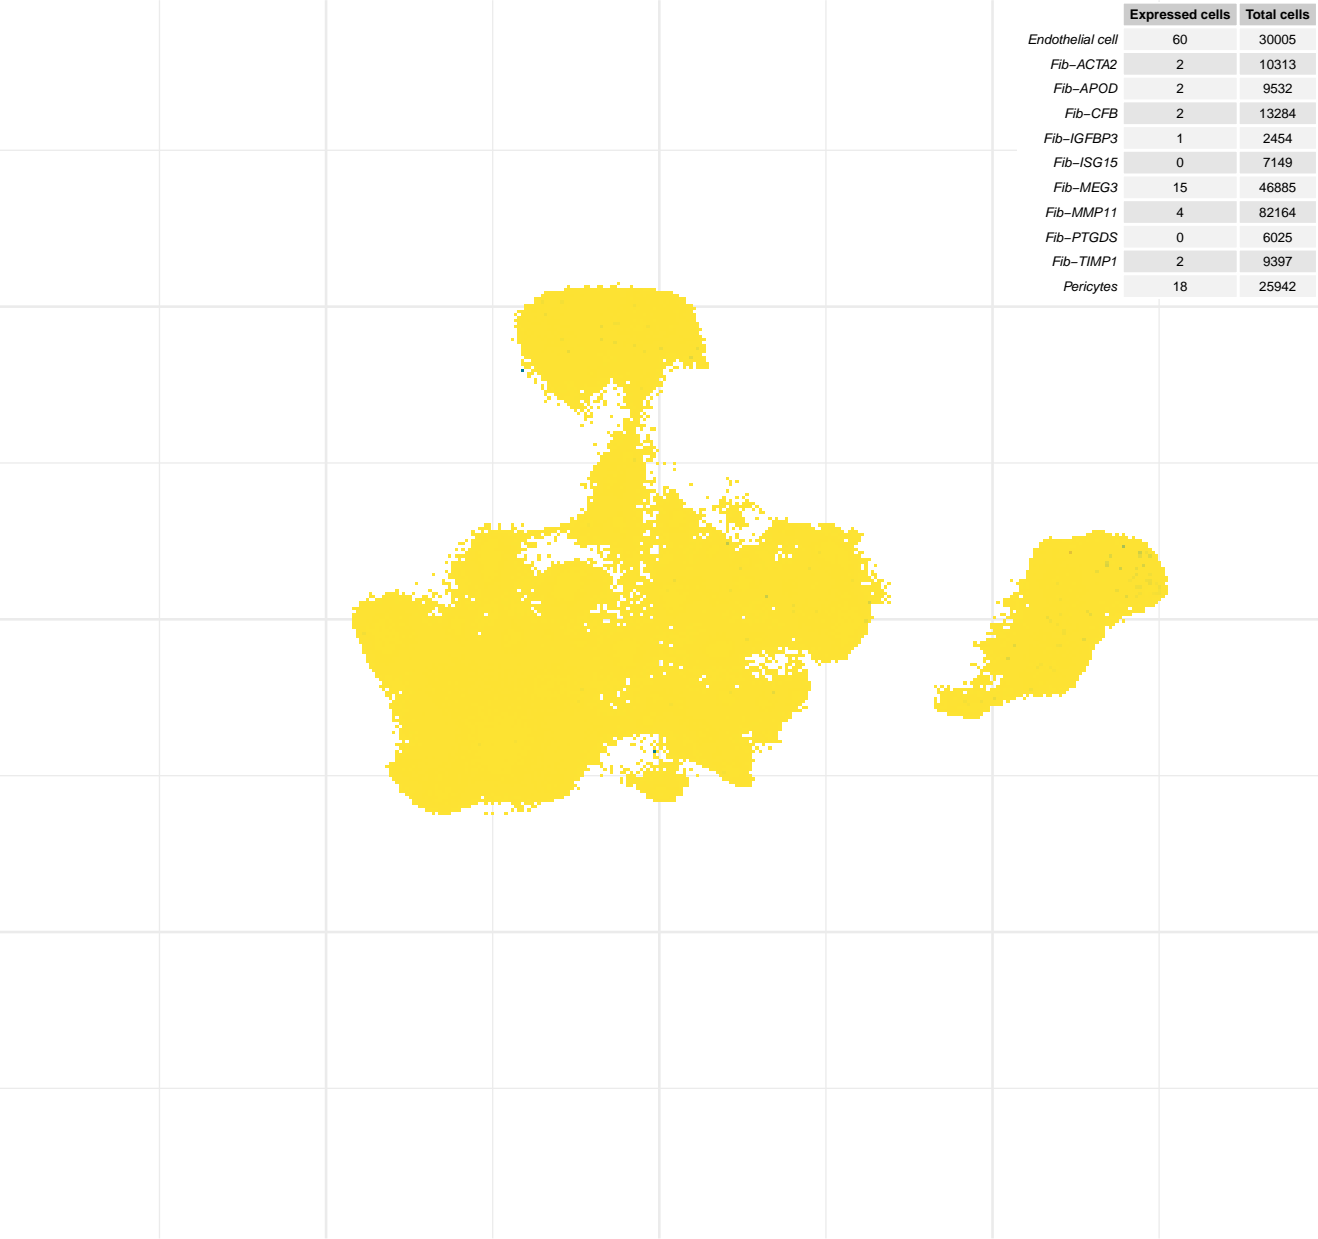 Expressed cells Total cells
Endothelial cell 60 30005
Fib−ACTA2 2 10313
Fib−APOD 2 9532
Fib−CFB 2 13284
Fib−IGFBP3 1 2454
Fib−ISG15 0 7149
Fib−MEG3 15 46885
Fib−MMP11 4 82164
Fib−PTGDS 0 6025
Fib−TIMP1 2 9397
Pericytes 18 25942